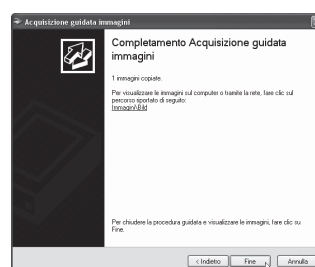 Acquisizione guidata immagini
Completamento Acquisizione guidata
immagini
1 immagini copiate.
Per visualizzare le immagini sul computer o tramite la rete, fare clic sul
percorso riportato di seguito:
Immagini\Bild
Per chiudere la procedura guidata e visualizzare le immagini, fare clic su
Fine.
< Indietro
Fine
Annulla